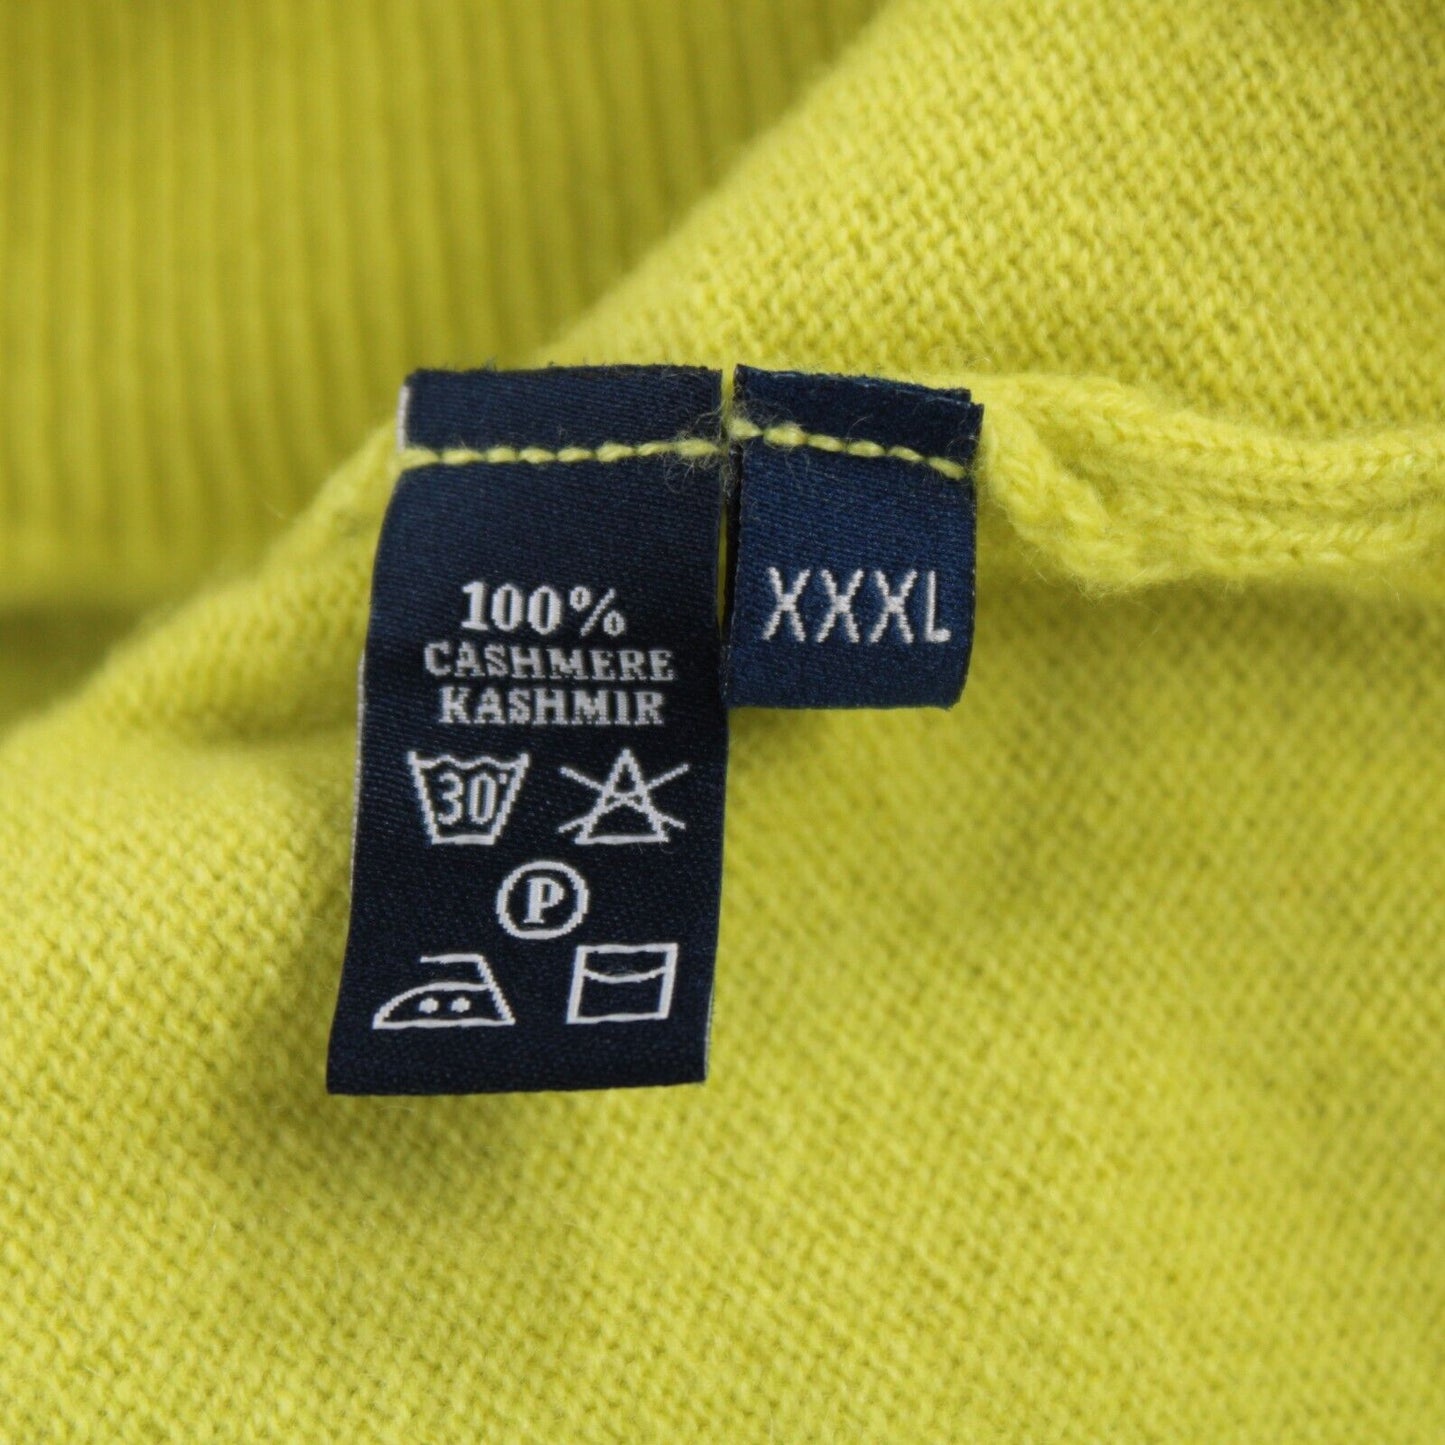 100%
CASHMERE
KASHMIR
XXXL
30°
P